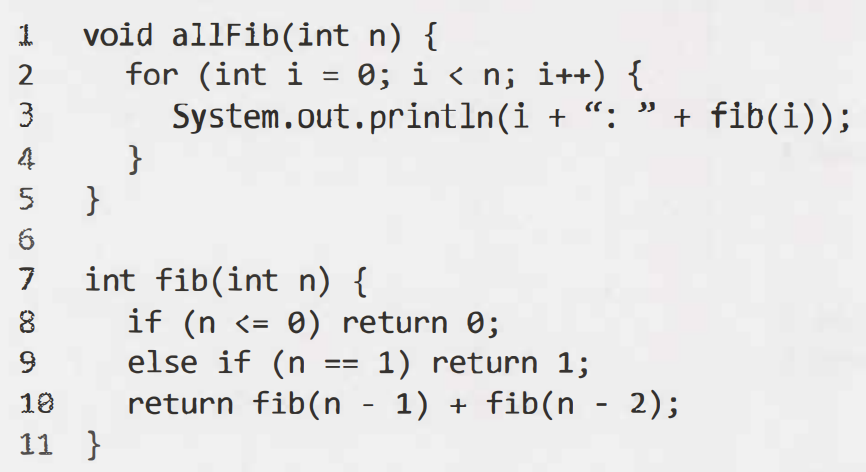 1 void allFib(int n) {
2 for (int i = 0; i < n; i++) {
3 System.out.println(i + “: ” + fib(i));
4 }
5 }
6
7 int fib(int n) {
8 if (n <= 0) return 0;
9 else if (n == 1) return 1;
10 return fib(n - 1) + fib(n - 2);
11 }